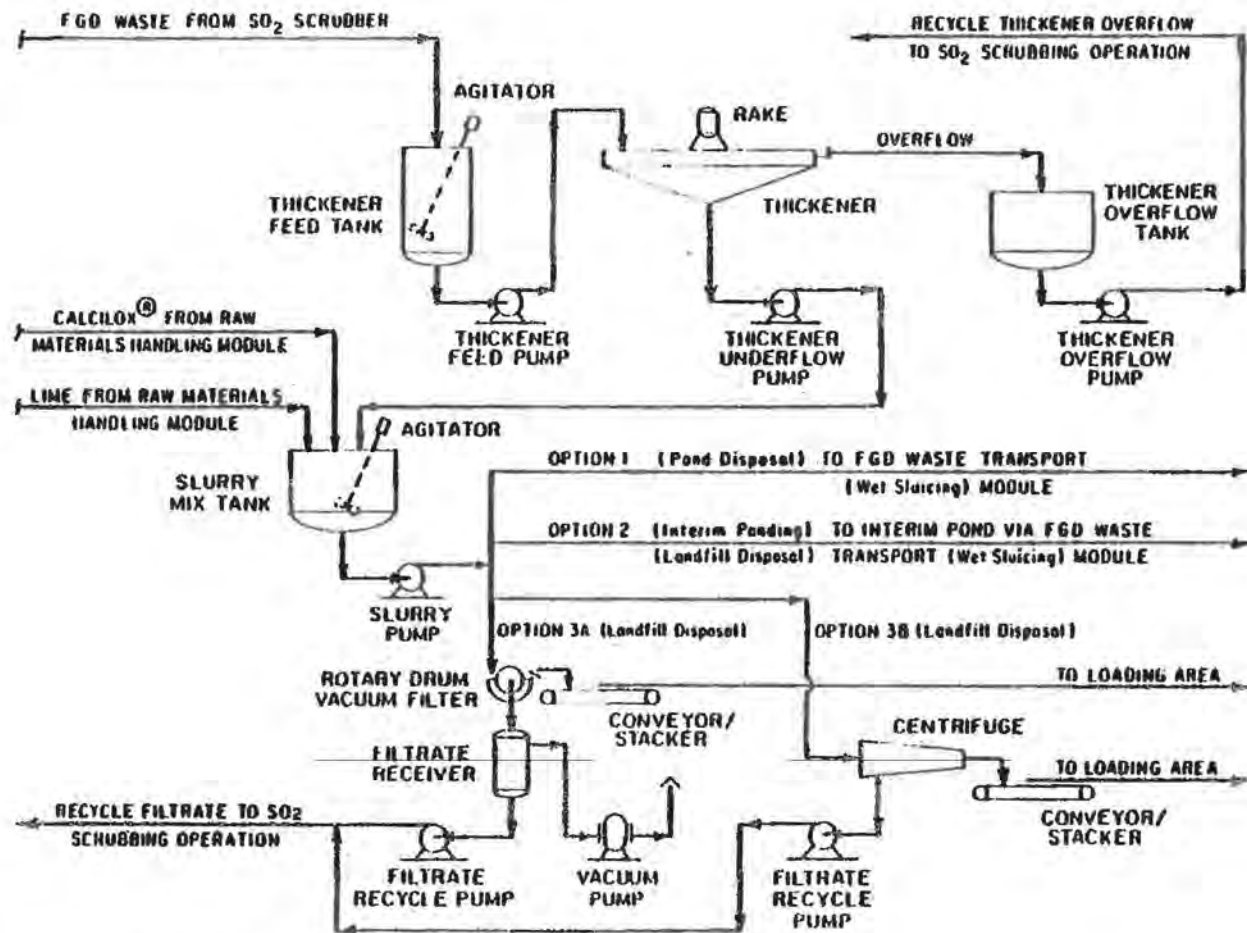 FGD WASTE FROM SO2 SCRUBBER
RECYCLE THICKENER OVERFLOW
TO SO2 SCRUBBING OPERATION
AGITATOR
RAKE
OVERFLOW
THICKENER
FEED TANK
THICKENER
THICKENER
OVERFLOW
TANK
CALCILOX® FROM RAW
MATERIALS HANDLING MODULE
THICKENER
FEED PUMP
THICKENER
UNDERFLOW
PUMP
THICKENER
OVERFLOW
PUMP
LIME FROM RAW MATERIALS
HANDLING MODULE
AGITATOR
SLURRY
MIX TANK
OPTION 1 (Pond Disposal) TO FGD WASTE TRANSPORT
(Wet Sluicing) MODULE
OPTION 2 (Interim Ponding) TO INTERIM POND VIA FGD WASTE
(Landfill Disposal) TRANSPORT (Wet Sluicing) MODULE
SLURRY
PUMP
OPTION 3A (Landfill Disposal)
OPTION 3B (Landfill Disposal)
ROTARY DRUM
VACUUM FILTER
TO LOADING AREA
CONVEYOR/
STACKER
CENTRIFUGE
FILTRATE
RECEIVER
TO LOADING AREA
RECYCLE FILTRATE TO SO2
SCRUBBING OPERATION
CONVEYOR/
STACKER
FILTRATE
RECYCLE PUMP
VACUUM
PUMP
FILTRATE
RECYCLE
PUMP